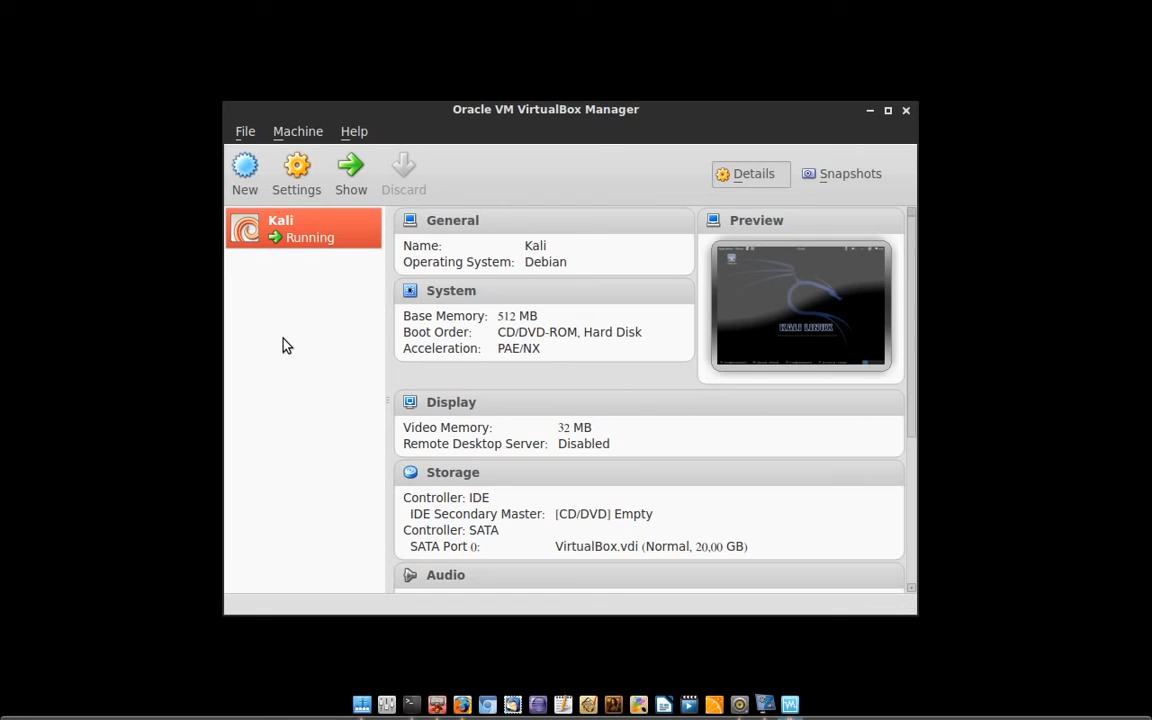 Oracle VM VirtualBox Manager
File Machine Help
New Settings Show Discard Details Snapshots
Kali
Running
General
Name: Kali
Operating System: Debian
System
Base Memory: 512 MB
Boot Order: CD/DVD-ROM, Hard Disk
Acceleration: PAE/NX
Preview
KALI LINUX
Display
Video Memory: 32 MB
Remote Desktop Server: Disabled
Storage
Controller: IDE
IDE Secondary Master: [CD/DVD] Empty
Controller: SATA
SATA Port 0: VirtualBox.vdi (Normal, 20,00 GB)
Audio